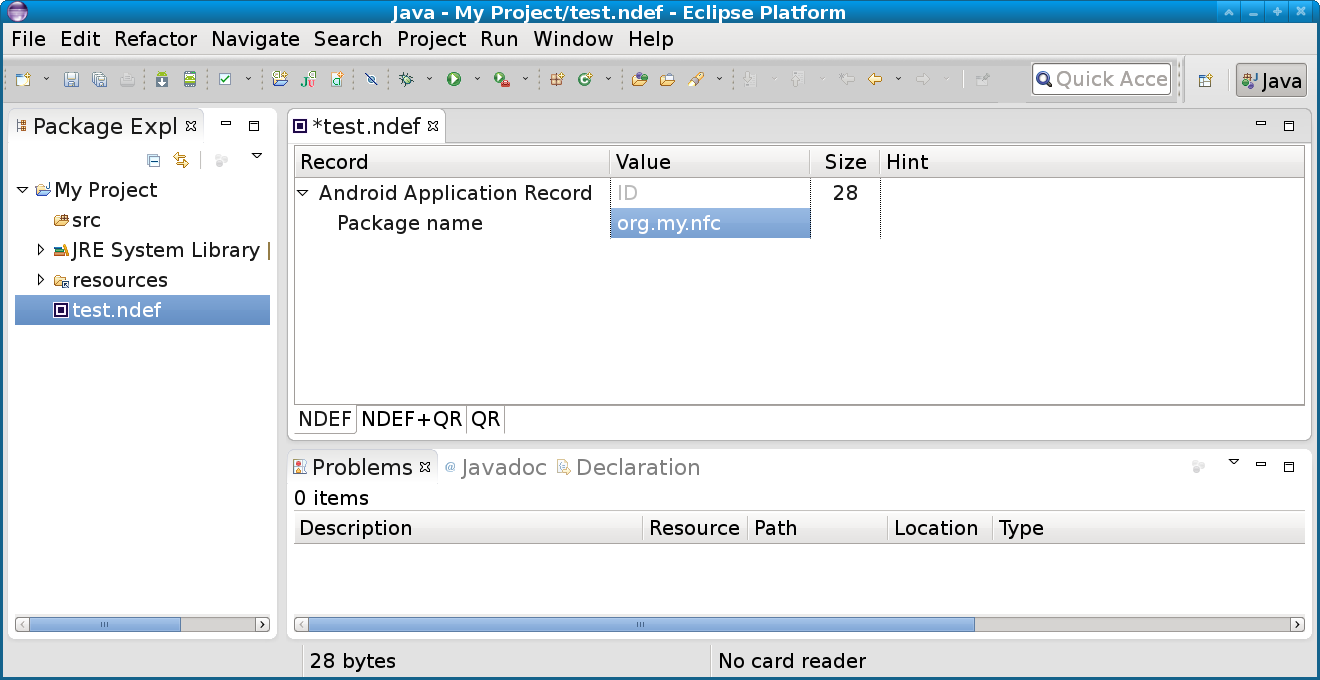 Java - My Project/test.ndef - Eclipse Platform
File Edit Refactor Navigate Search Project Run Window Help
Quick Acce
Java
Package Expl
My Project
src
JRE System Library
resources
test.ndef
*test.ndef
Record Value Size Hint
Android Application Record ID 28
Package name org.my.nfc
NDEF NDEF+QR QR
Problems @ Javadoc Declaration
0 items
Description Resource Path Location Type
28 bytes No card reader